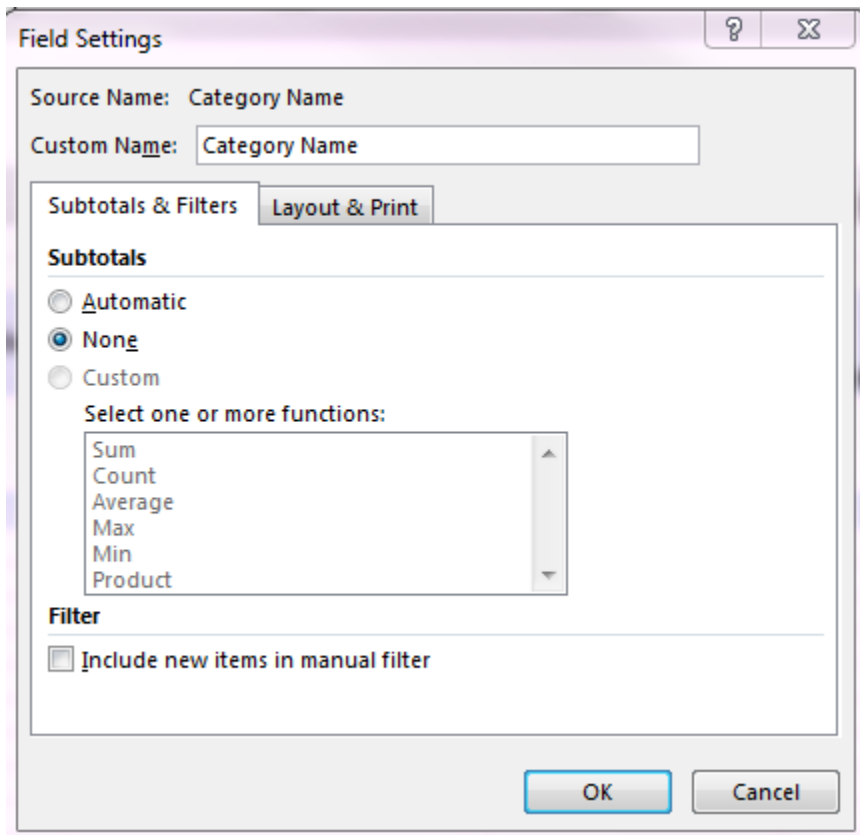 Field Settings
Source Name: Category Name
Custom Name: Category Name
Subtotals & Filters Layout & Print
Subtotals
Automatic
None
Custom
Select one or more functions:
Sum
Count
Average
Max
Min
Product
Filter
Include new items in manual filter
OK Cancel